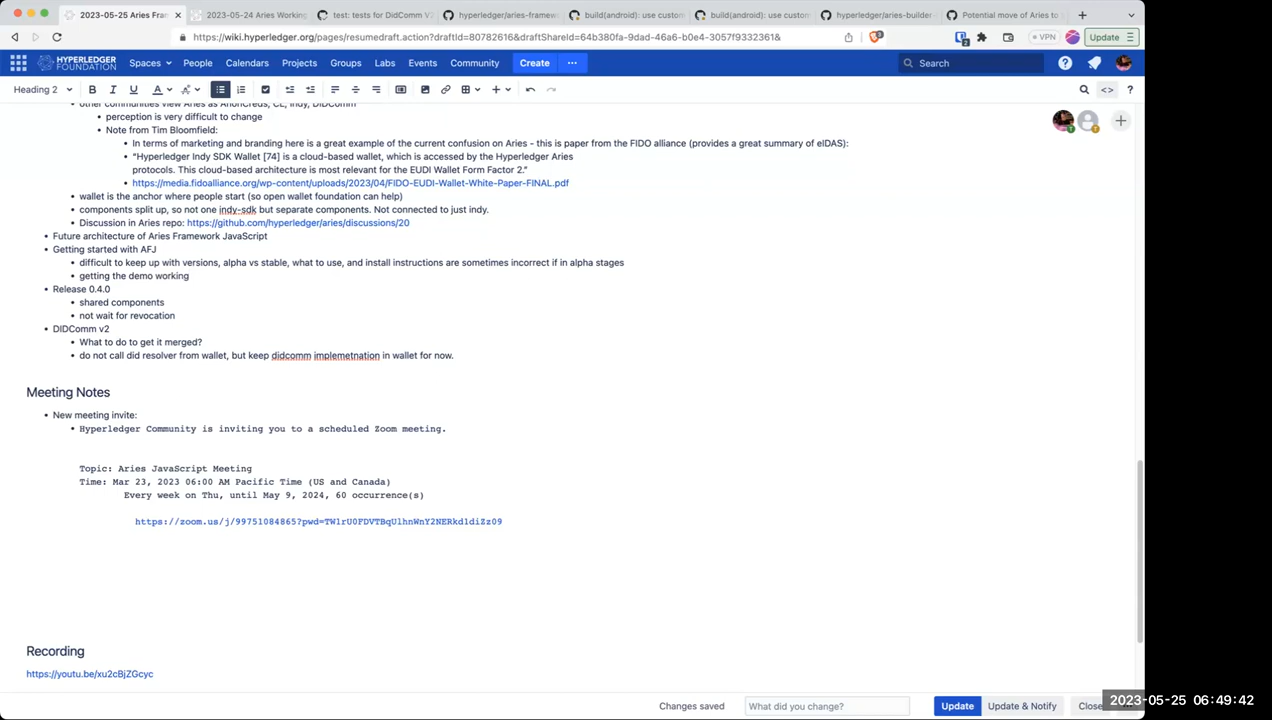 2023-05-25 Aries Fram
2023-05-24 Aries Working
test: tests for DidComm V2
hyperledger/aries-framew
build(android): use custom
build(android): use custom
hyperledger/aries-builder
Potential move of Aries to
https://wiki.hyperledger.org/pages/resumedraft.action?draftId=80782616&draftShareId=64b380fa-9dad-46a6-b0e4-3057f9332361&
VPN
Update
HYPERLEDGER FOUNDATION
Spaces
People
Calendars
Projects
Groups
Labs
Events
Community
Create
Search
Heading 2
B I U A
other communities view Aries as AnonCreds, CL, Indy, DIDComm
perception is very difficult to change
Note from Tim Bloomfield:
In terms of marketing and branding here is a great example of the current confusion on Aries - this is paper from the FIDO alliance (provides a great summary of eIDAS):
“Hyperledger Indy SDK Wallet [74] is a cloud-based wallet, which is accessed by the Hyperledger Aries
protocols. This cloud-based architecture is most relevant for the EUDI Wallet Form Factor 2.”
https://media.fidoalliance.org/wp-content/uploads/2023/04/FIDO-EUDI-Wallet-White-Paper-FINAL.pdf
wallet is the anchor where people start (so open wallet foundation can help)
components split up, so not one indy-sdk but separate components. Not connected to just indy.
Discussion in Aries repo: https://github.com/hyperledger/aries/discussions/20
Future architecture of Aries Framework JavaScript
Getting started with AFJ
difficult to keep up with versions, alpha vs stable, what to use, and install instructions are sometimes incorrect if in alpha stages
getting the demo working
Release 0.4.0
shared components
not wait for revocation
DIDComm v2
What to do to get it merged?
do not call did resolver from wallet, but keep didcomm implemetnation in wallet for now.
Meeting Notes
New meeting invite:
Hyperledger Community is inviting you to a scheduled Zoom meeting.
Topic: Aries JavaScript Meeting
Time: Mar 23, 2023 06:00 AM Pacific Time (US and Canada)
Every week on Thu, until May 9, 2024, 60 occurrence(s)
https://zoom.us/j/99751084865?pwd=TW1rU0FDVTBqUlhnWnY2NERkd1diZz09
Recording
https://youtu.be/xu2cBjZGcyc
Changes saved
What did you change?
Update
Update & Notify
Close
2023-05-25 06:49:42